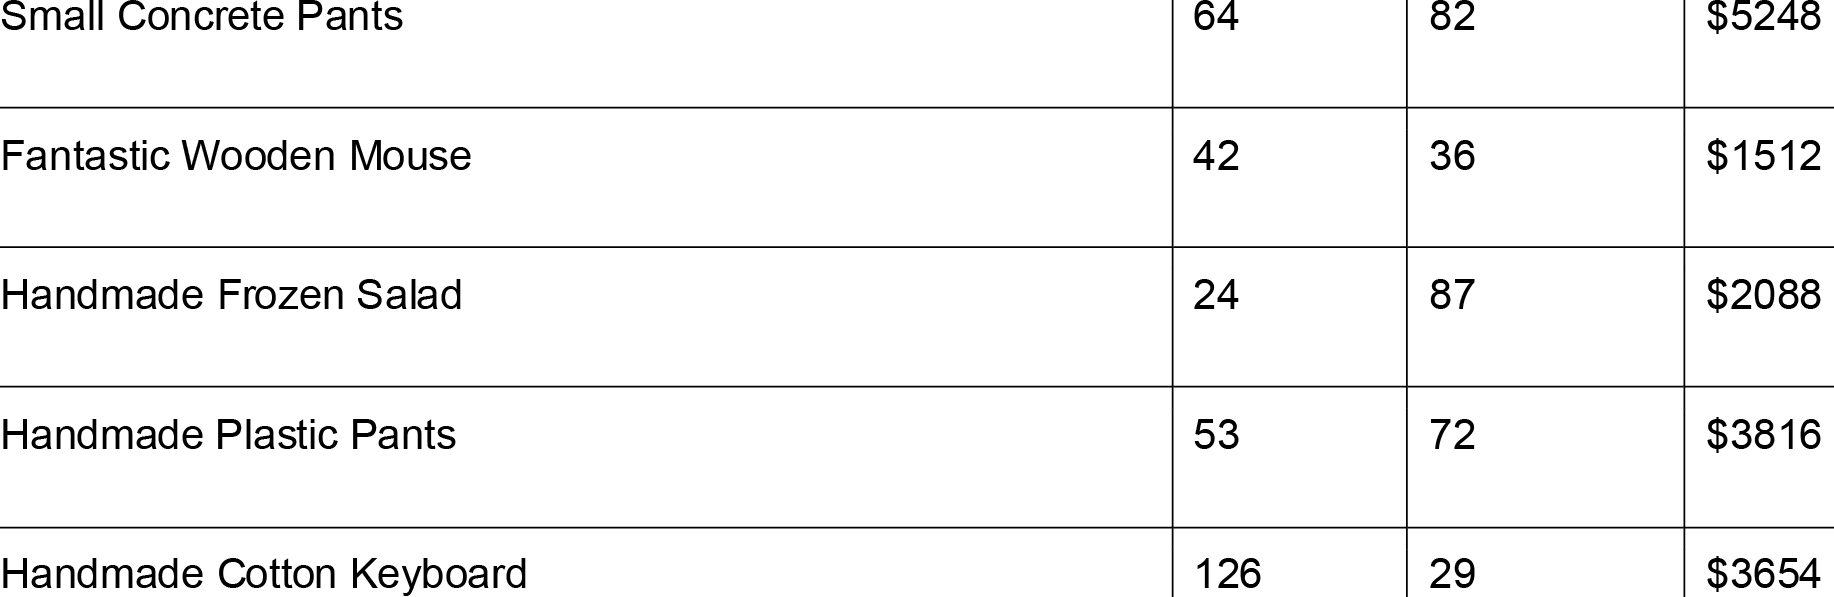 Small Concrete Pants 64 82 $5248
Fantastic Wooden Mouse 42 36 $1512
Handmade Frozen Salad 24 87 $2088
Handmade Plastic Pants 53 72 $3816
Handmade Cotton Keyboard 126 29 $3654